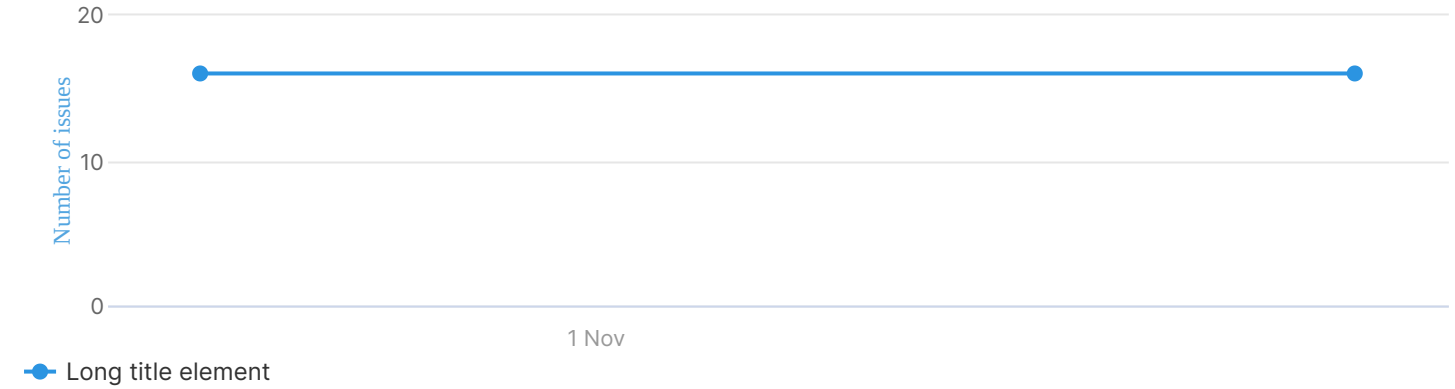 20
Number of issues
10
0
1 Nov
Long title element